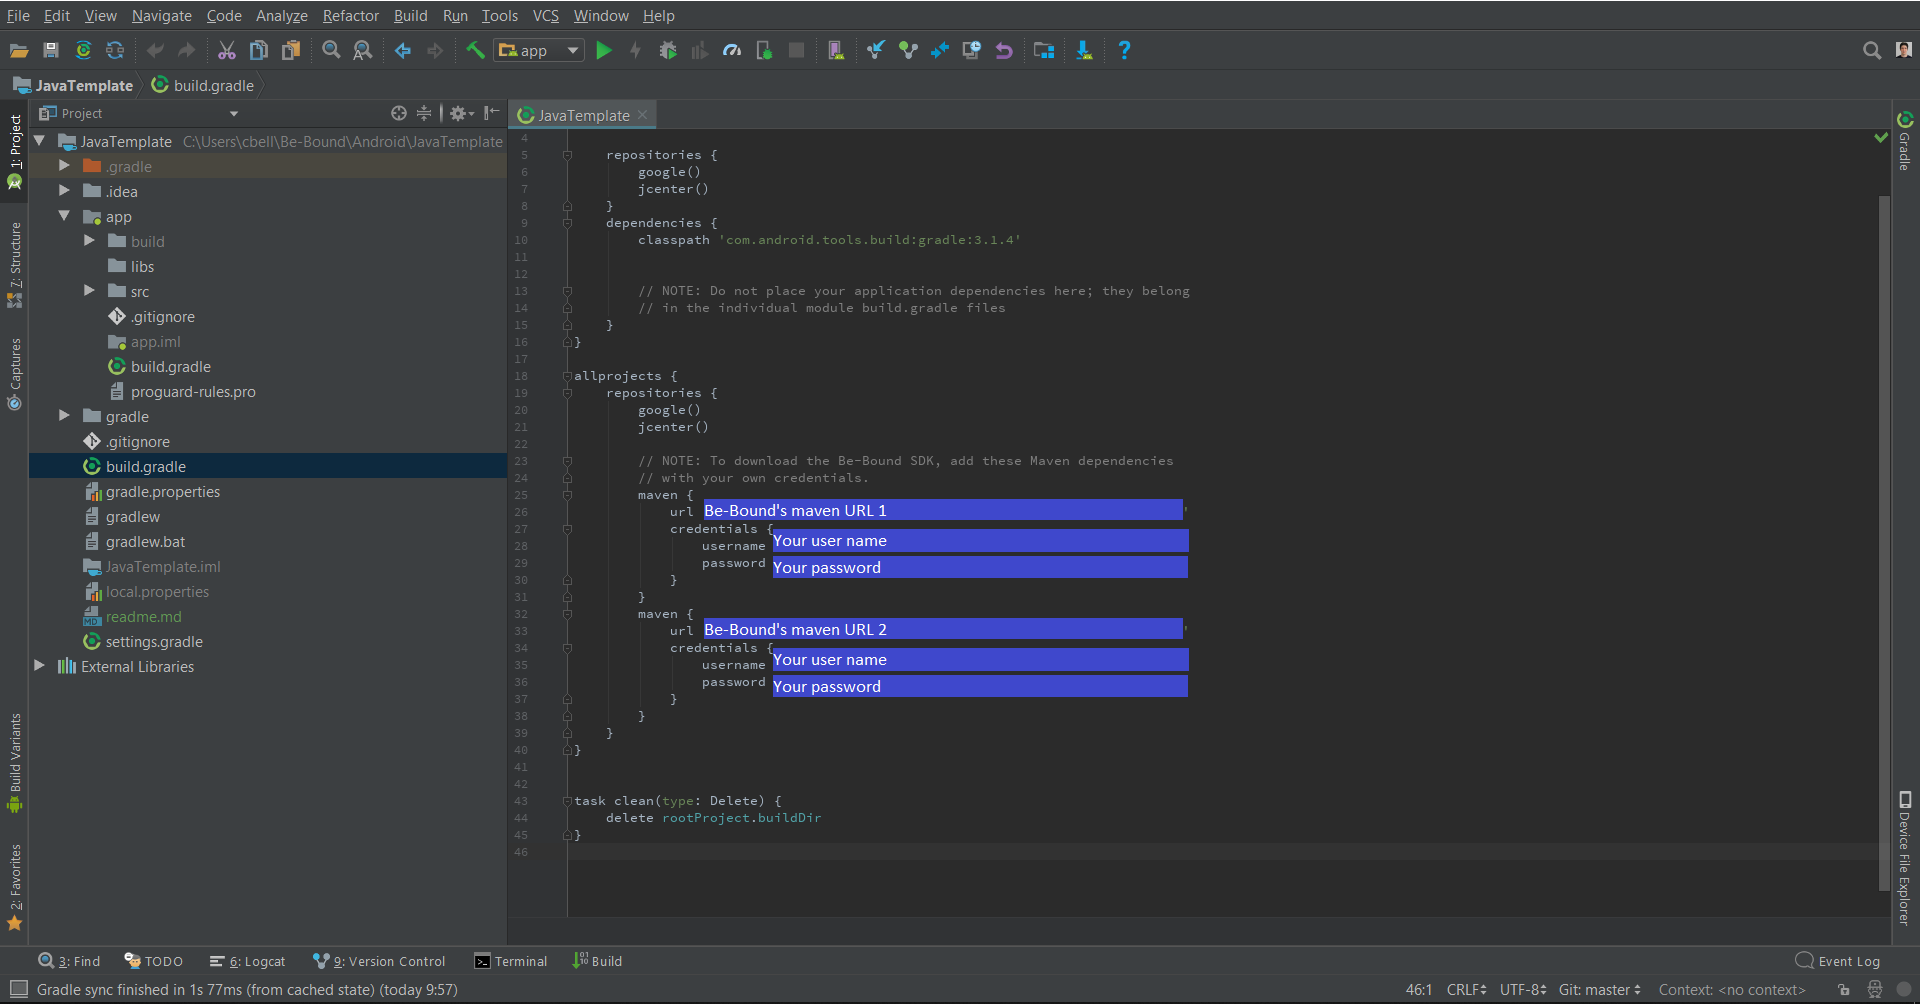 File Edit View Navigate Code Analyze Refactor Build Run Tools VCS Window Help
app
JavaTemplate build.gradle
1: Project
7: Structure
Captures
Build Variants
2: Favorites
Project
JavaTemplate C:\Users\cbell\Be-Bound\Android\JavaTemplate
.gradle
.idea
app
build
libs
src
.gitignore
app.iml
build.gradle
proguard-rules.pro
gradle
.gitignore
build.gradle
gradle.properties
gradlew
gradlew.bat
JavaTemplate.iml
local.properties
readme.md
settings.gradle
External Libraries
JavaTemplate
4
5 repositories {
6 google()
7 jcenter()
8 }
9 dependencies {
10 classpath 'com.android.tools.build:gradle:3.1.4'
11
12
13 // NOTE: Do not place your application dependencies here; they belong
14 // in the individual module build.gradle files
15 }
16 }
17
18 allprojects {
19 repositories {
20 google()
21 jcenter()
22
23 // NOTE: To download the Be-Bound SDK, add these Maven dependencies
24 // with your own credentials.
25 maven {
26 url Be-Bound's maven URL 1 '
27 credentials {
28 username Your user name
29 password Your password
30 }
31 }
32 maven {
33 url Be-Bound's maven URL 2 '
34 credentials {
35 username Your user name
36 password Your password
37 }
38 }
39 }
40 }
41
42
43 task clean(type: Delete) {
44 delete rootProject.buildDir
45 }
46
Gradle
Device File Explorer
3: Find TODO 6: Logcat 9: Version Control Terminal Build Event Log
Gradle sync finished in 1s 77ms (from cached state) (today 9:57) 46:1 CRLF UTF-8 Git: master Context: <no context>